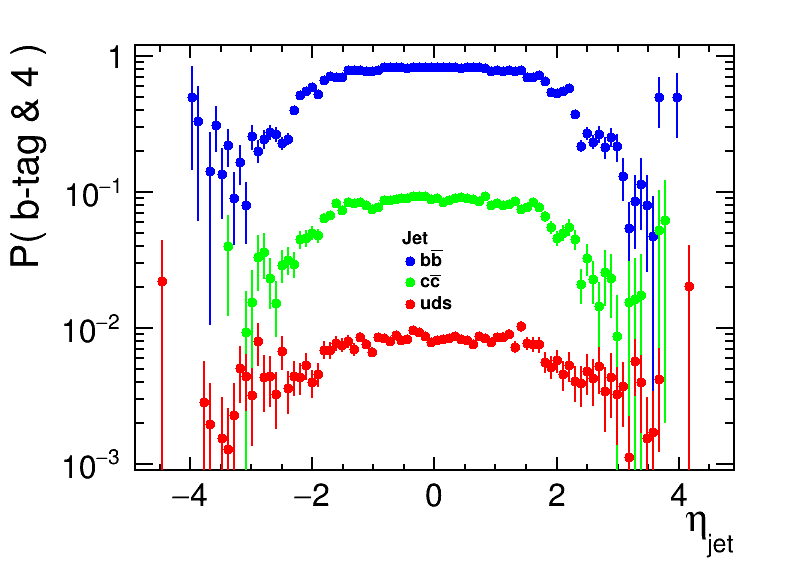 P( b-tag & 4 )
1
10⁻¹
10⁻²
10⁻³
Jet
bb̅
cc̅
uds
−4 −2 0 2 4
η_jet